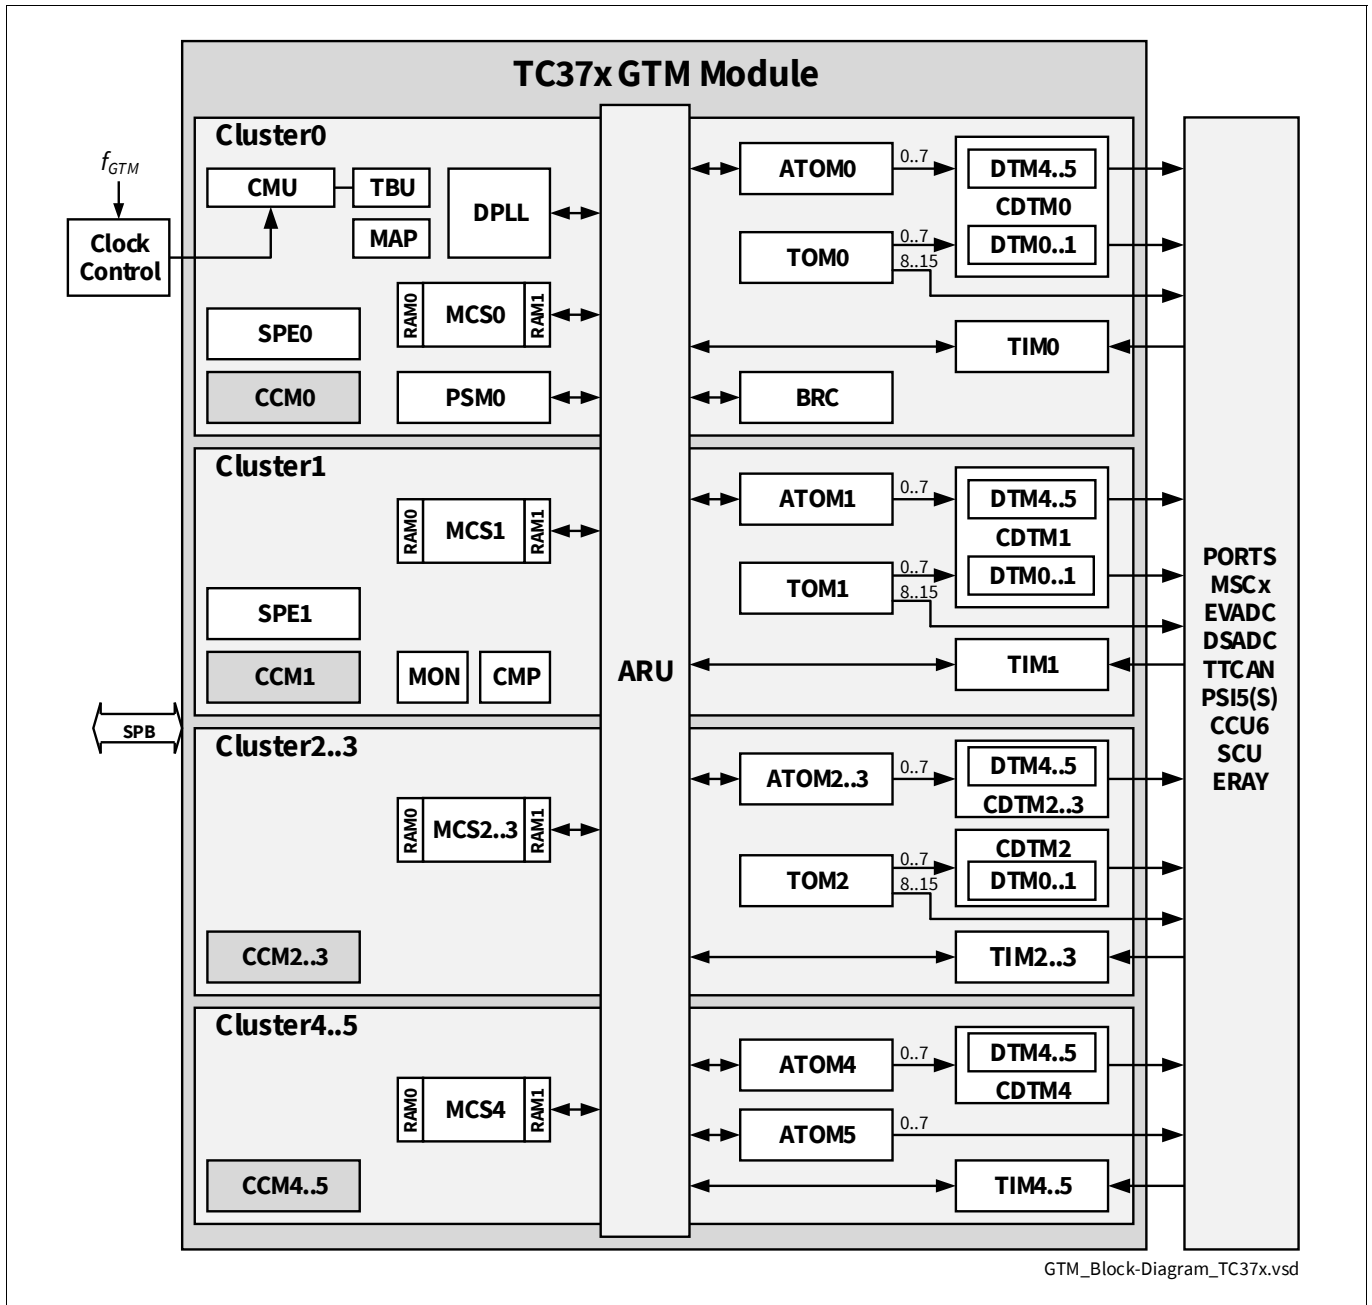 TC37x GTM Module
fGTM
Clock
Control
SPB
Cluster0
CMU
TBU
MAP
DPLL
RAM0
MCS0
RAM1
SPE0
CCM0
PSM0
ATOM0
0..7
DTM4..5
CDTM0
DTM0..1
TOM0
0..7
8..15
TIM0
BRC
Cluster1
RAM0
MCS1
RAM1
SPE1
CCM1
MON
CMP
ATOM1
0..7
DTM4..5
CDTM1
DTM0..1
TOM1
0..7
8..15
TIM1
ARU
Cluster2..3
RAM0
MCS2..3
RAM1
CCM2..3
ATOM2..3
0..7
DTM4..5
CDTM2..3
TOM2
0..7
8..15
CDTM2
DTM0..1
TIM2..3
Cluster4..5
RAM0
MCS4
RAM1
CCM4..5
ATOM4
0..7
DTM4..5
CDTM4
ATOM5
0..7
TIM4..5
PORTS
MSCx
EVADC
DSADC
TTCAN
PSI5(S)
CCU6
SCU
ERAY
GTM_Block-Diagram_TC37x.vsd